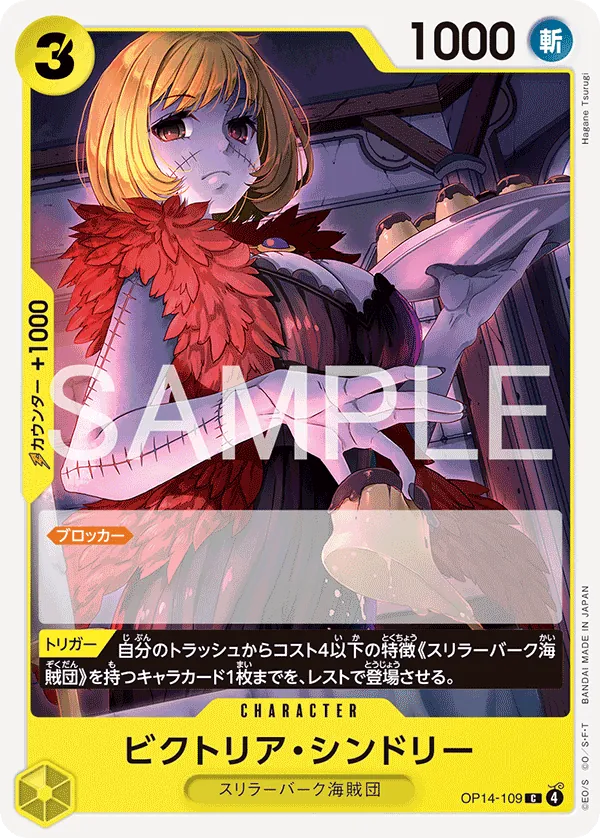 3
1000
斬
Hagane Tsurugi
カウンター +1000
SAMPLE
ブロッカー
トリガー 自分のトラッシュからコスト4以下の特徴《スリラーバーク海
賊団》を持つキャラカード1枚までを、レストで登場させる。
CHARACTER
ビクトリア・シンドリー
スリラーバーク海賊団
OP14-109 C 4
©E.O/S ©O/S・F・T BANDAI MADE IN JAPAN